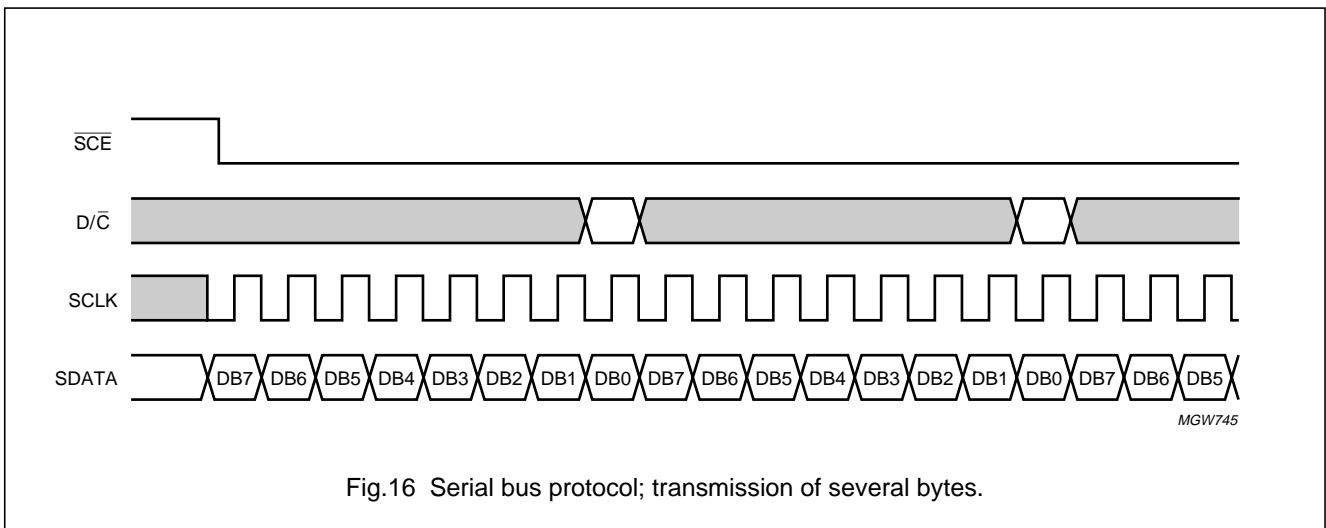 S̅C̅E̅
D/C̅
SCLK
SDATA DB7 DB6 DB5 DB4 DB3 DB2 DB1 DB0 DB7 DB6 DB5 DB4 DB3 DB2 DB1 DB0 DB7 DB6 DB5
MGW745
Fig.16 Serial bus protocol; transmission of several bytes.